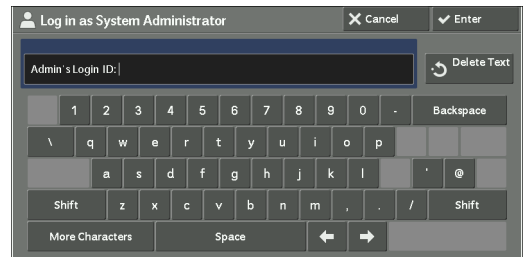 Log in as System Administrator
Cancel
Enter
Admin's Login ID:
Delete Text
1 2 3 4 5 6 7 8 9 0 - Backspace
\ q w e r t y u i o p
a s d f g h j k l ' @
Shift z x c v b n m , . / Shift
More Characters Space